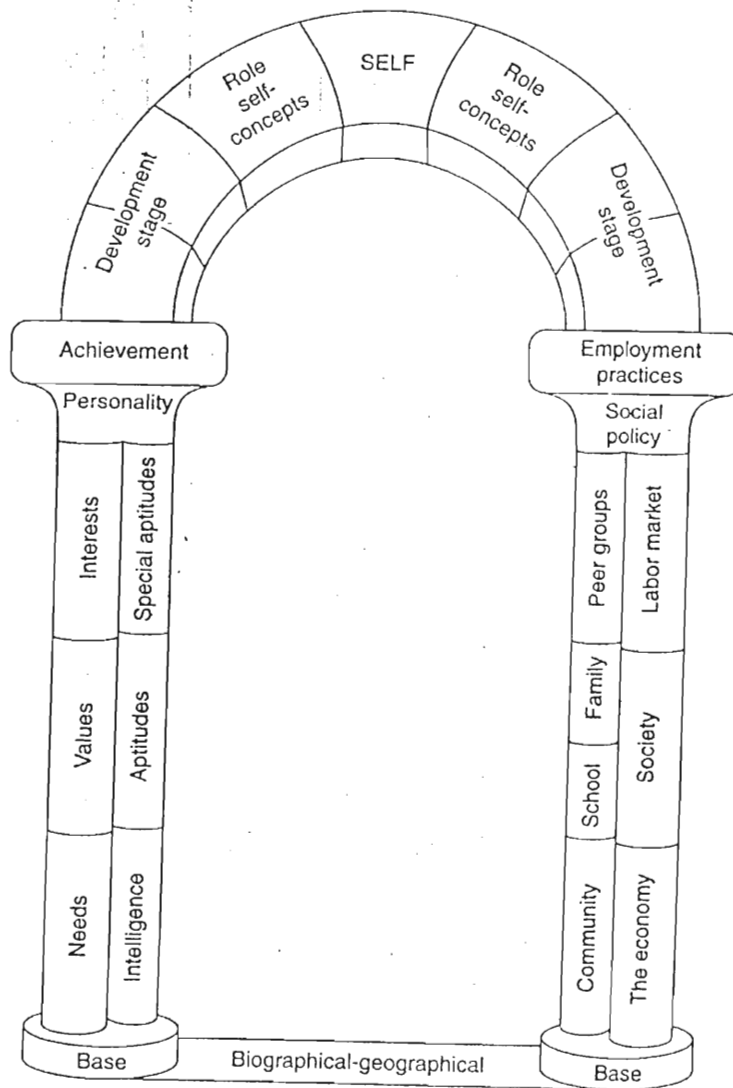 SELF
Role
self-
concepts
Role
self-
concepts
Development
stage
Development
stage
Achievement
Personality
Interests
Special aptitudes
Values
Aptitudes
Needs
Intelligence
Base
Biographical-geographical
Employment
practices
Social
policy
Peer groups
Labor market
Family
School
Society
Community
The economy
Base